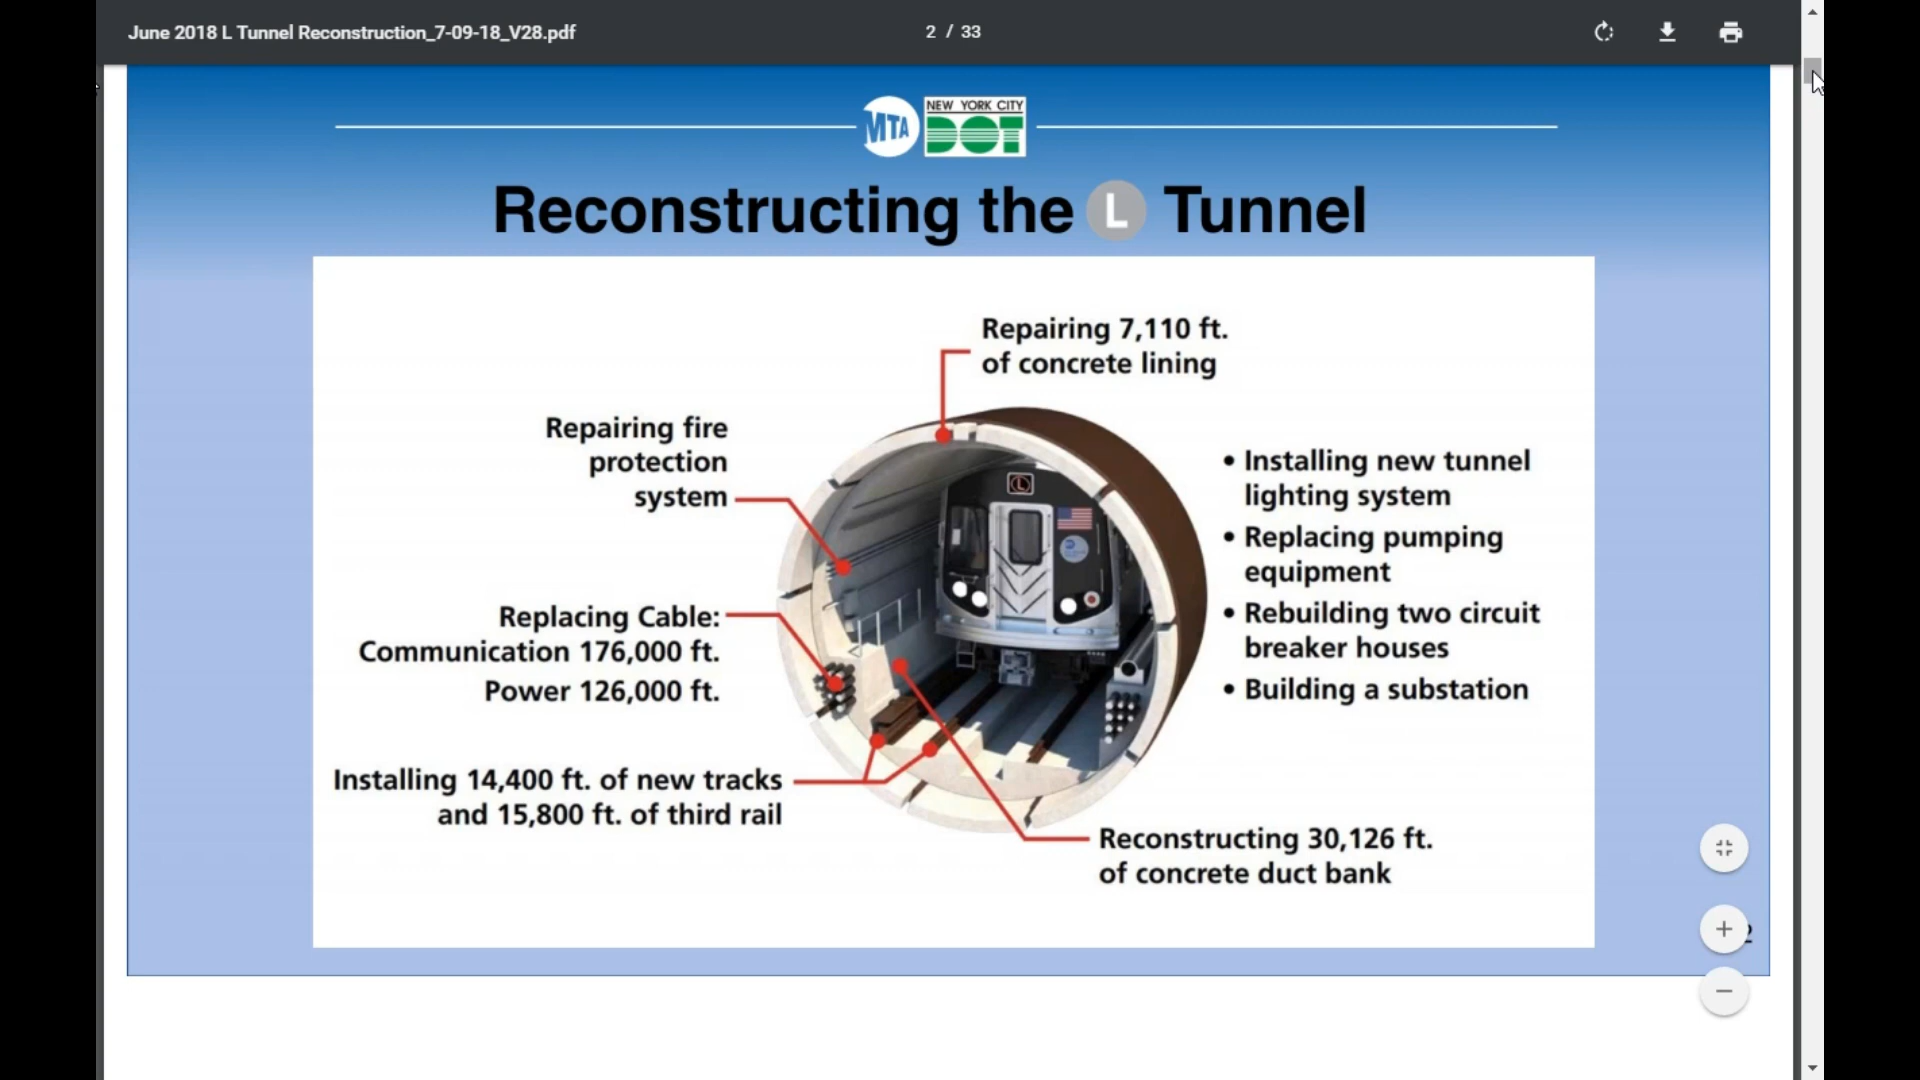 June 2018 L Tunnel Reconstruction_7-09-18_V28.pdf
2 / 33
MTA
NEW YORK CITY
DOT
Reconstructing the L Tunnel
Repairing 7,110 ft.
of concrete lining
Repairing fire
protection
system
L
Replacing Cable:
Communication 176,000 ft.
Power 126,000 ft.
Installing 14,400 ft. of new tracks
and 15,800 ft. of third rail
• Installing new tunnel
lighting system
• Replacing pumping
equipment
• Rebuilding two circuit
breaker houses
• Building a substation
Reconstructing 30,126 ft.
of concrete duct bank
2